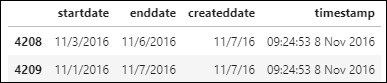 startdate enddate createddate timestamp
4208 11/3/2016 11/6/2016 11/7/16 09:24:53 8 Nov 2016
4209 11/1/2016 11/7/2016 11/7/16 09:24:53 8 Nov 2016